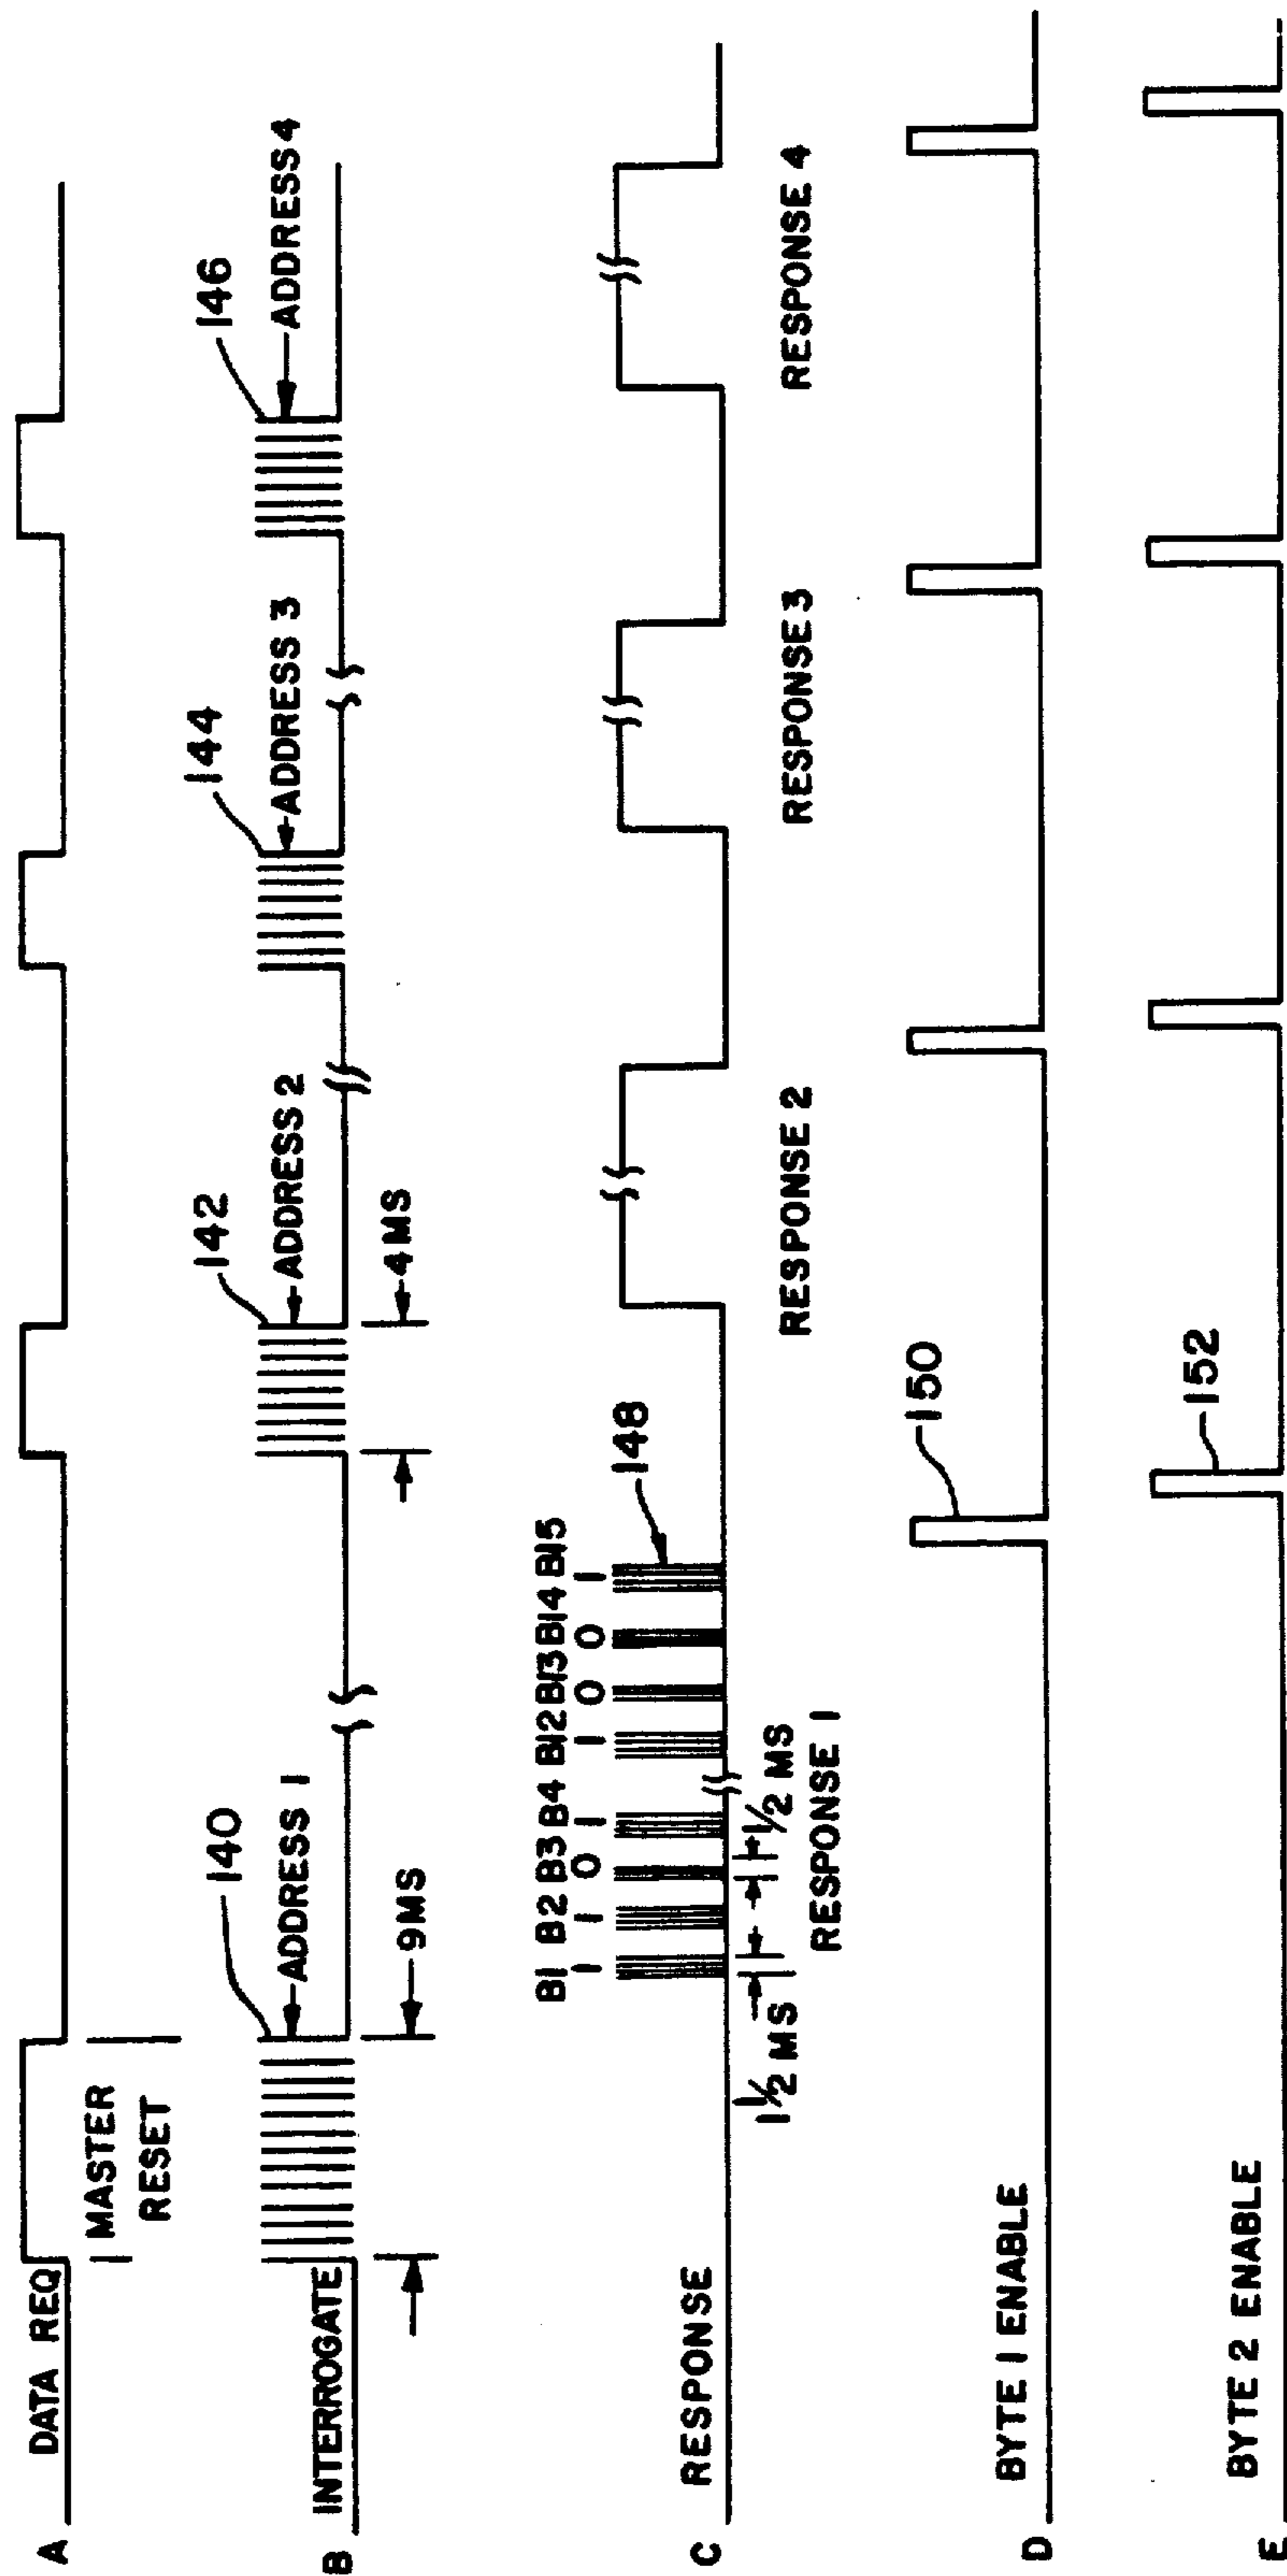 A DATA REQ
MASTER
RESET
B INTERROGATE
140
ADDRESS 1
9MS
142
ADDRESS 2
4MS
144
ADDRESS 3
146
ADDRESS 4
C RESPONSE
B1 B2 B3 B4 B12 B13 B14 B15
1 1 0 1 1 0 0 1
148
1½ MS
½ MS
RESPONSE 1
RESPONSE 2
RESPONSE 3
RESPONSE 4
D BYTE 1 ENABLE
150
E BYTE 2 ENABLE
152